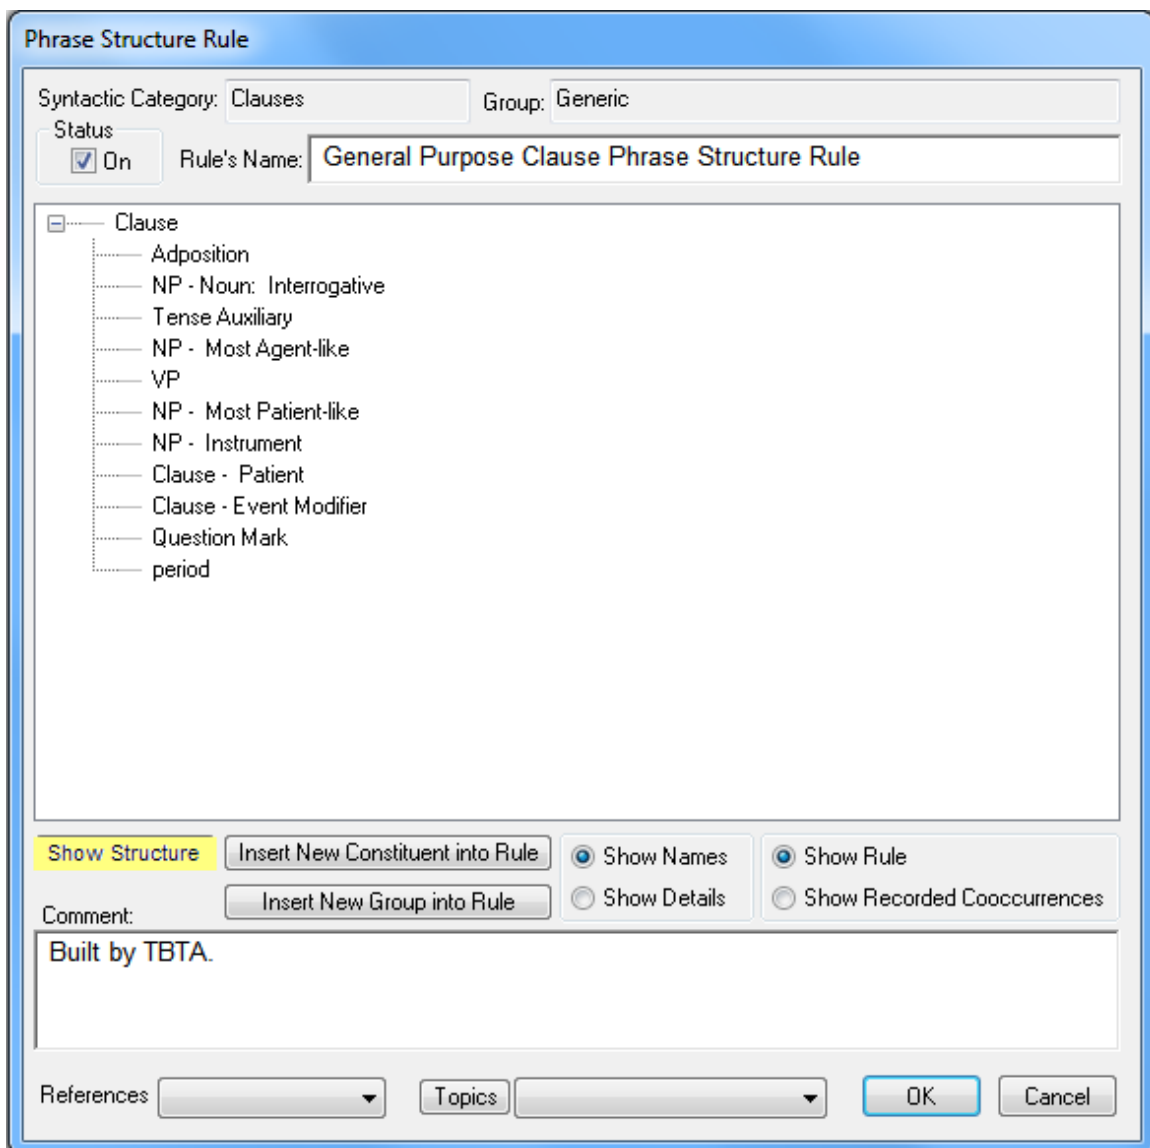 Phrase Structure Rule
Syntactic Category: Clauses Group: Generic
Status
On Rule's Name: General Purpose Clause Phrase Structure Rule
Clause
Adposition
NP - Noun: Interrogative
Tense Auxiliary
NP - Most Agent-like
VP
NP - Most Patient-like
NP - Instrument
Clause - Patient
Clause - Event Modifier
Question Mark
period
Show Structure Insert New Constituent into Rule Show Names Show Rule
Insert New Group into Rule Show Details Show Recorded Cooccurrences
Comment:
Built by TBTA.
References Topics OK Cancel